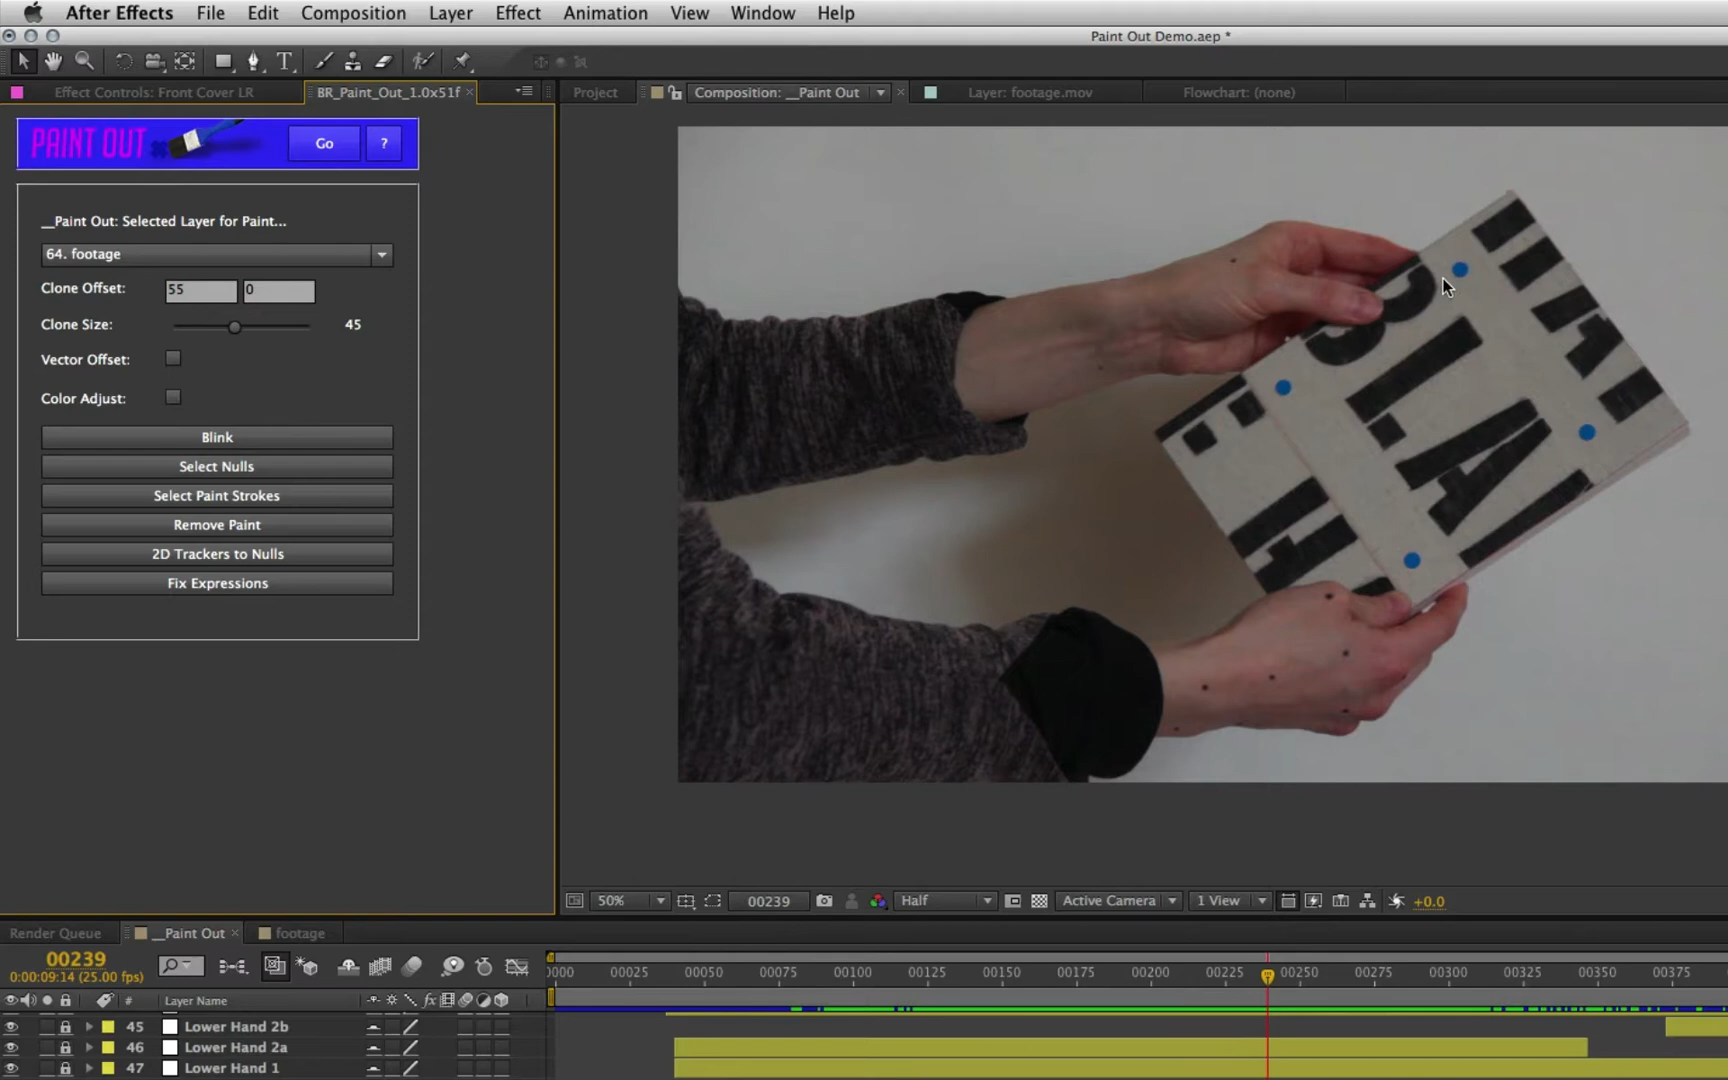 After Effects File Edit Composition Layer Effect Animation View Window Help
Paint Out Demo.aep *
Effect Controls: Front Cover LR BR_Paint_Out_1.0x51f × Project Composition: __Paint Out × Layer: footage.mov Flowchart: (none)
PAINT OUT Go ?
__Paint Out: Selected Layer for Paint...
64. footage
Clone Offset: 55 0
Clone Size: 45
Vector Offset:
Color Adjust:
Blink
Select Nulls
Select Paint Strokes
Remove Paint
2D Trackers to Nulls
Fix Expressions
50% 00239 Half Active Camera 1 View +0.0
Render Queue __Paint Out × footage
00239
0:00:09:14 (25.00 fps)
0000 00025 00050 00075 00100 00125 00150 00175 00200 00225 00250 00275 00300 00325 00350 00375
# Layer Name fx
45 Lower Hand 2b
46 Lower Hand 2a
47 Lower Hand 1